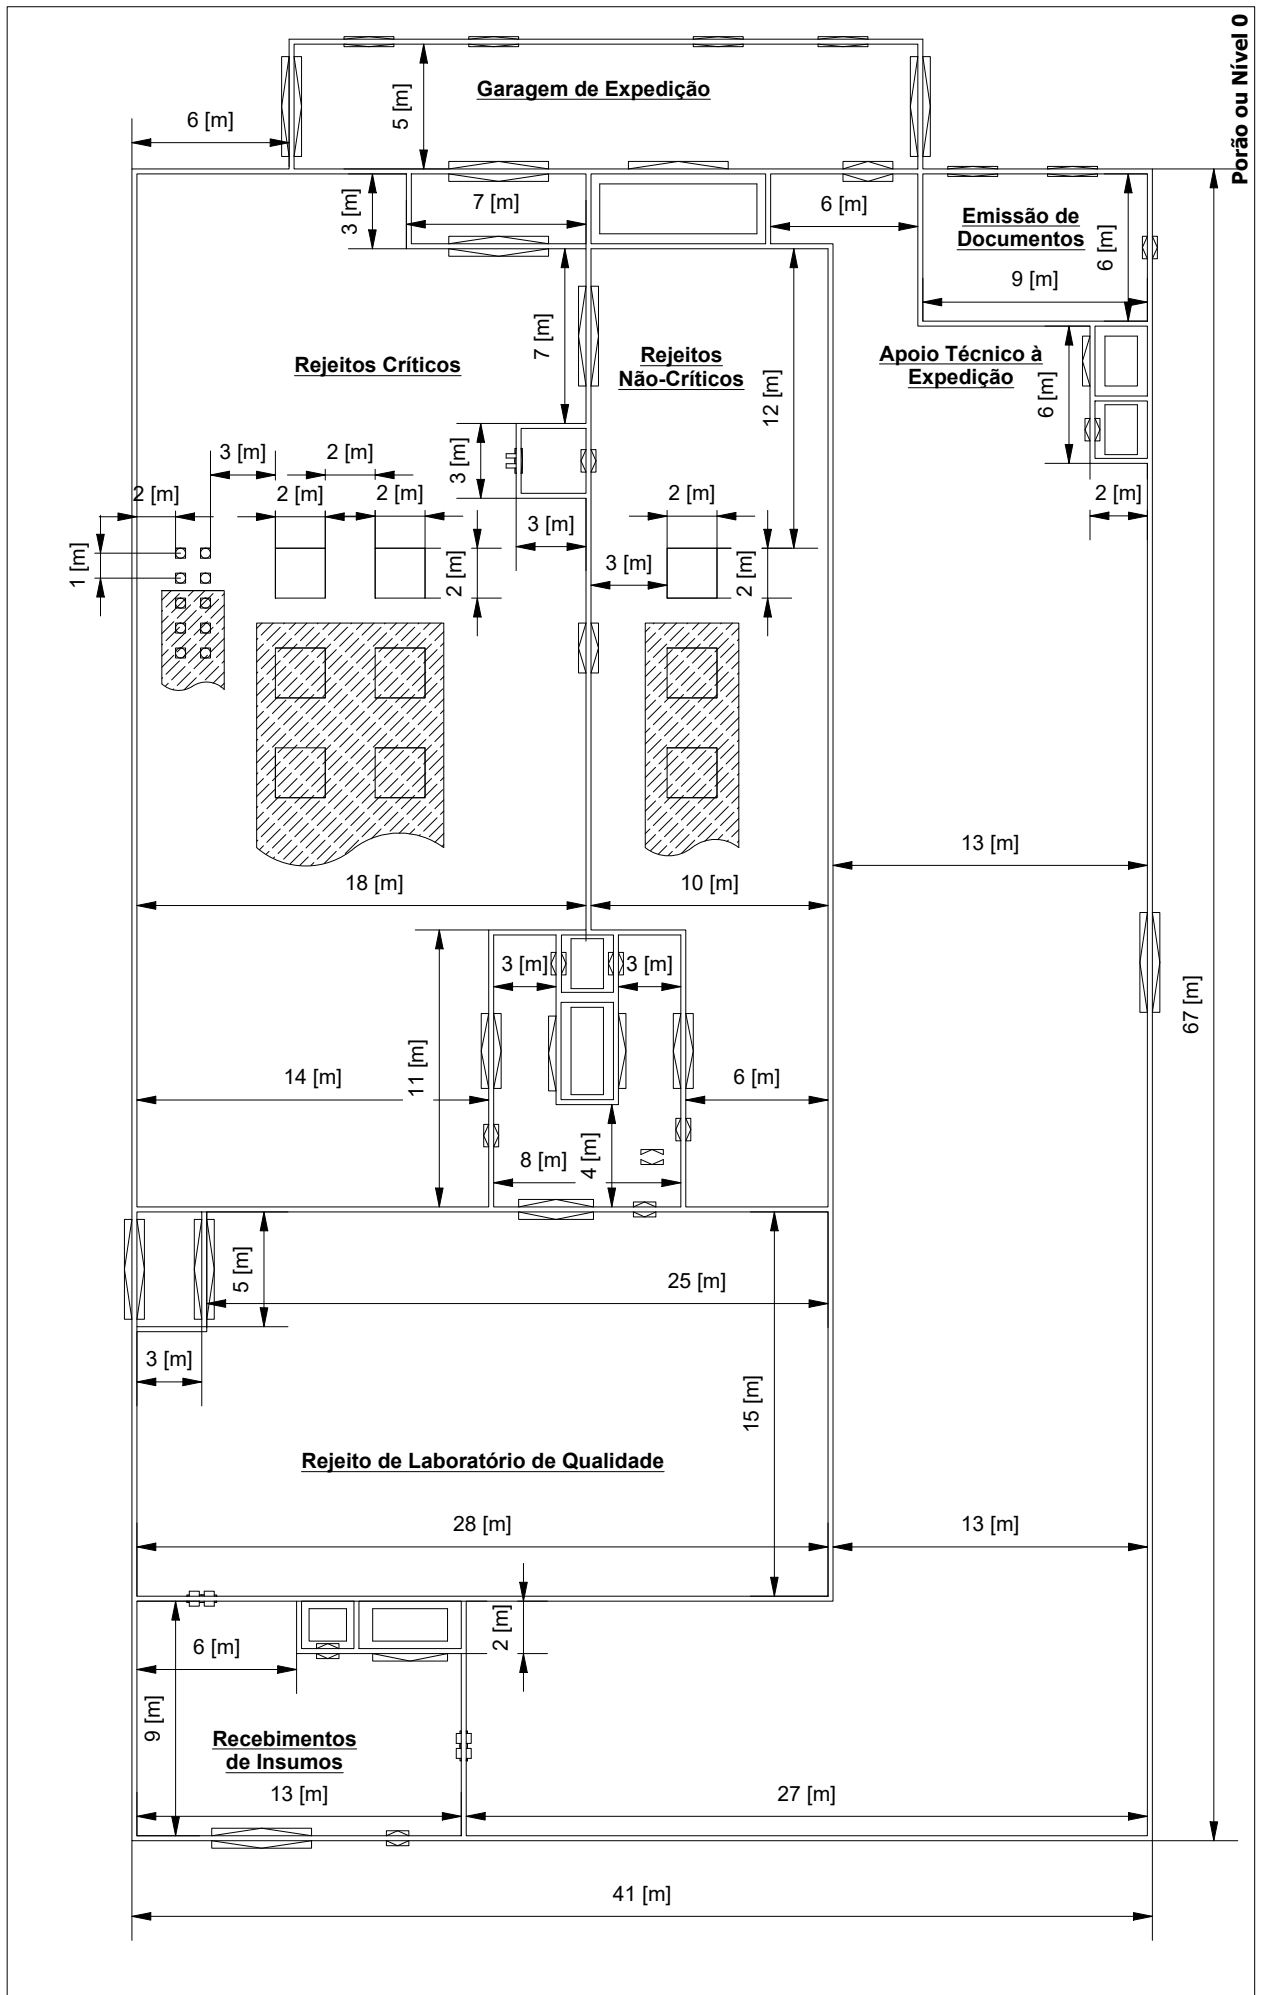 Porão ou Nível 0
Garagem de Expedição
5 [m]
6 [m]
3 [m]
7 [m]
6 [m]
Emissão de
Documentos
6 [m]
9 [m]
7 [m]
Rejeitos Críticos
Rejeitos
Não-Críticos
12 [m]
Apoio Técnico à
Expedição
6 [m]
3 [m]
3 [m]
2 [m]
2 [m]
2 [m]
2 [m]
2 [m]
2 [m]
3 [m]
1 [m]
2 [m]
3 [m]
2 [m]
13 [m]
18 [m]
10 [m]
3 [m]
3 [m]
67 [m]
11 [m]
14 [m]
6 [m]
8 [m]
4 [m]
5 [m]
25 [m]
3 [m]
15 [m]
Rejeito de Laboratório de Qualidade
28 [m]
13 [m]
2 [m]
6 [m]
9 [m]
Recebimentos
de Insumos
13 [m]
27 [m]
41 [m]